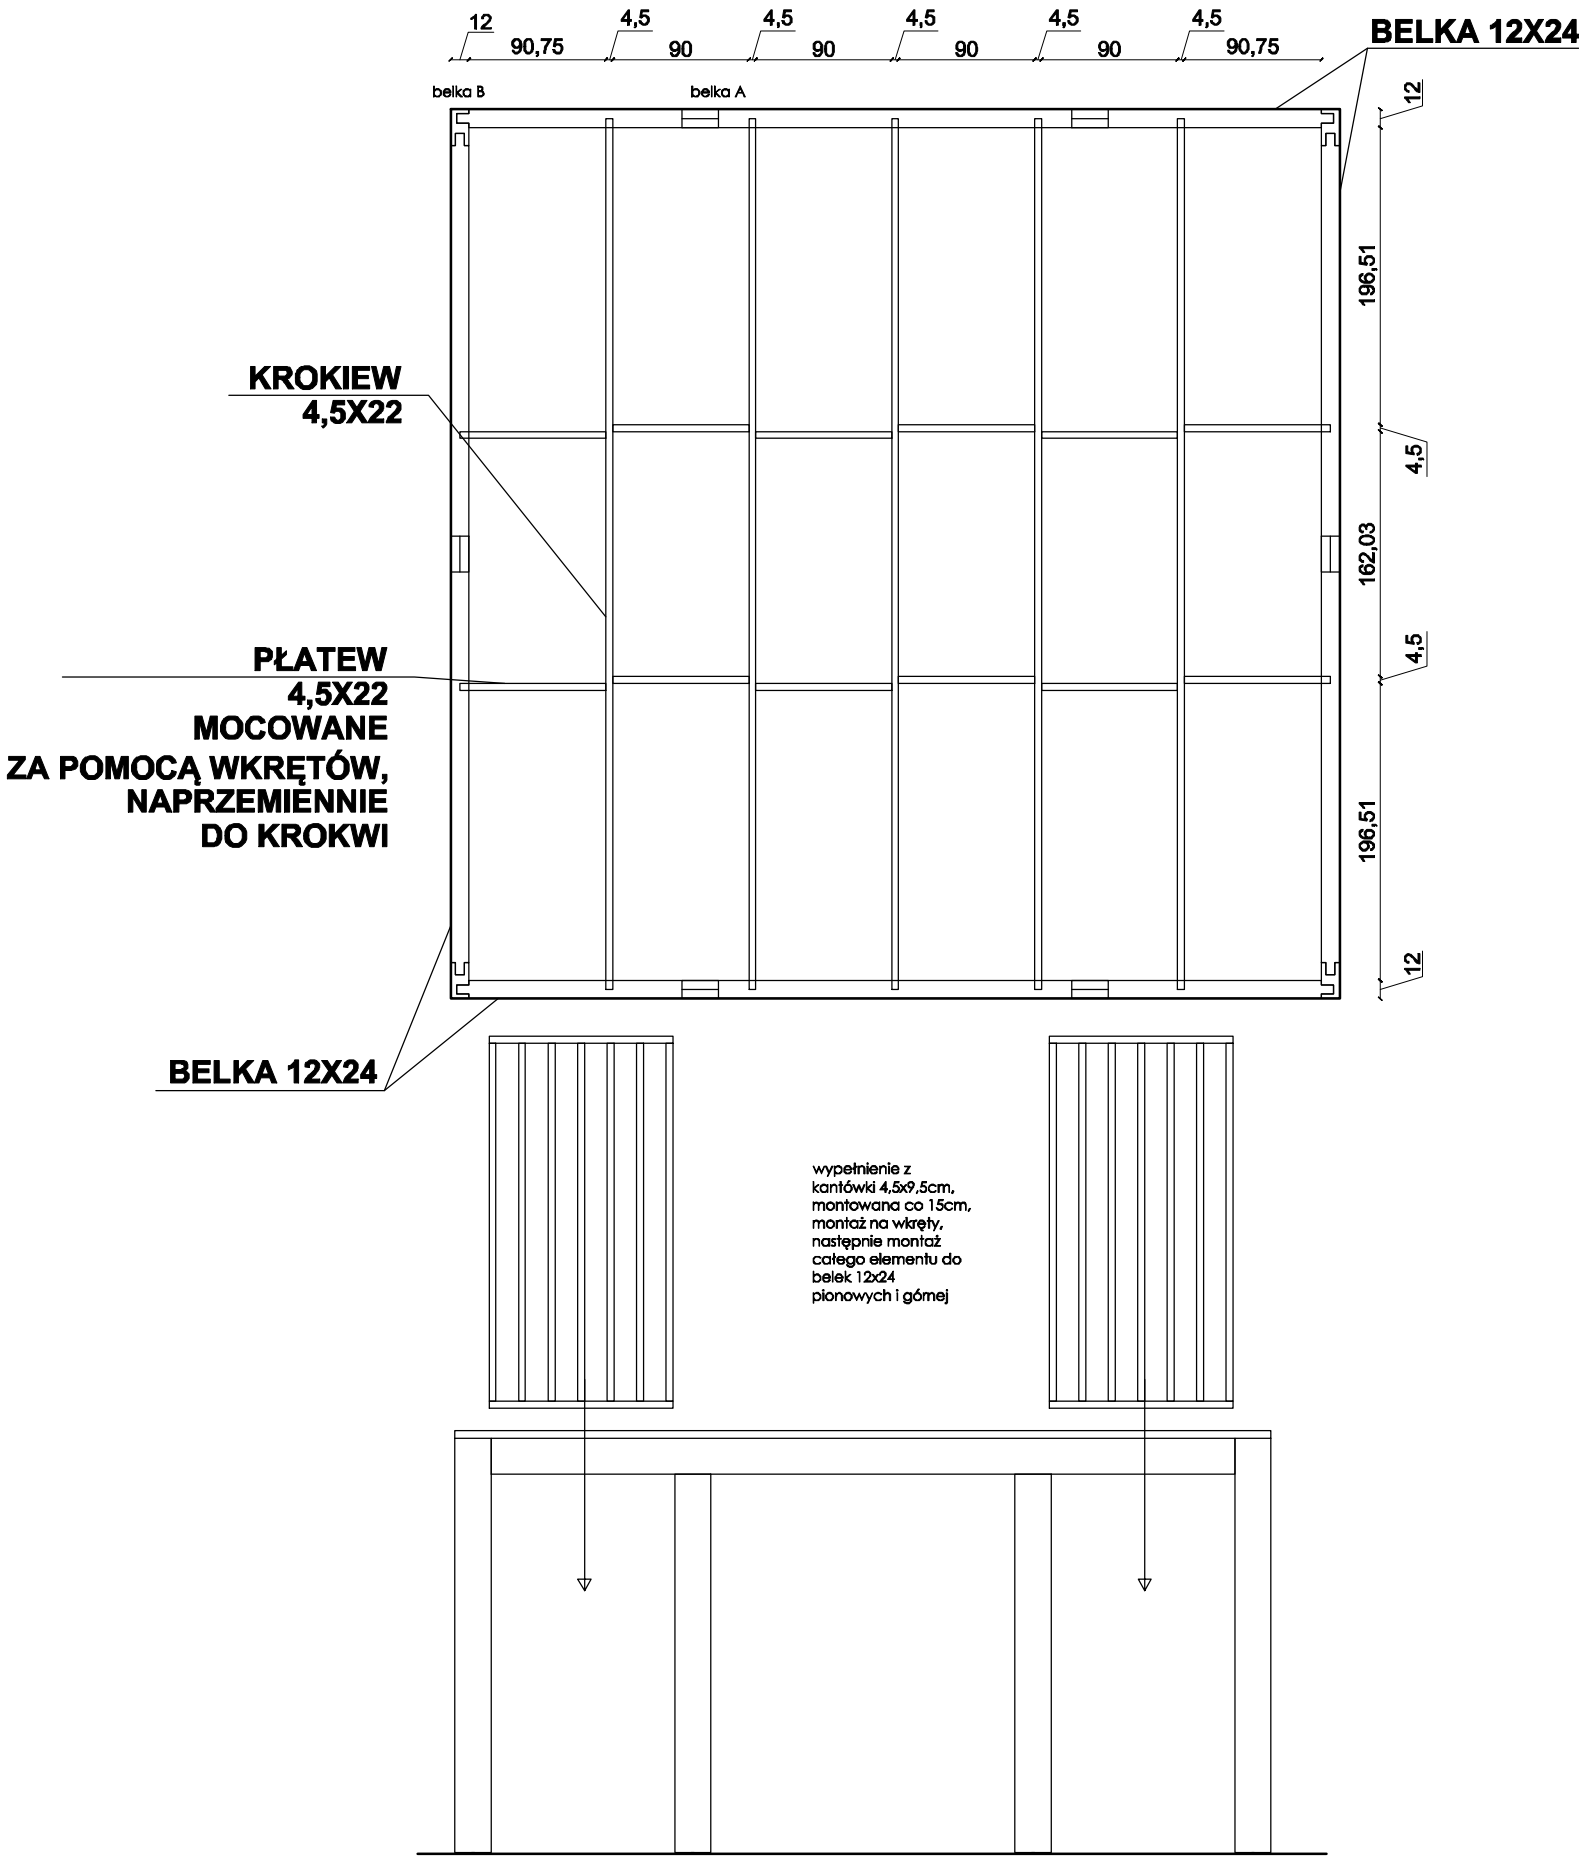 12
4,5
4,5
4,5
4,5
4,5
90,75
90
90
90
90
90,75
BELKA 12X24
belka B
belka A
12
196,51
KROKIEW
4,5X22
4,5
162,03
4,5
PŁATEW
4,5X22
MOCOWANE
ZA POMOCĄ WKRĘTÓW,
NAPRZEMIENNIE
DO KROKWI
196,51
12
BELKA 12X24
wypełnienie z
kantówki 4,5x9,5cm,
montowana co 15cm,
montaż na wkręty,
następnie montaż
całego elementu do
belek 12x24
pionowych i górnej